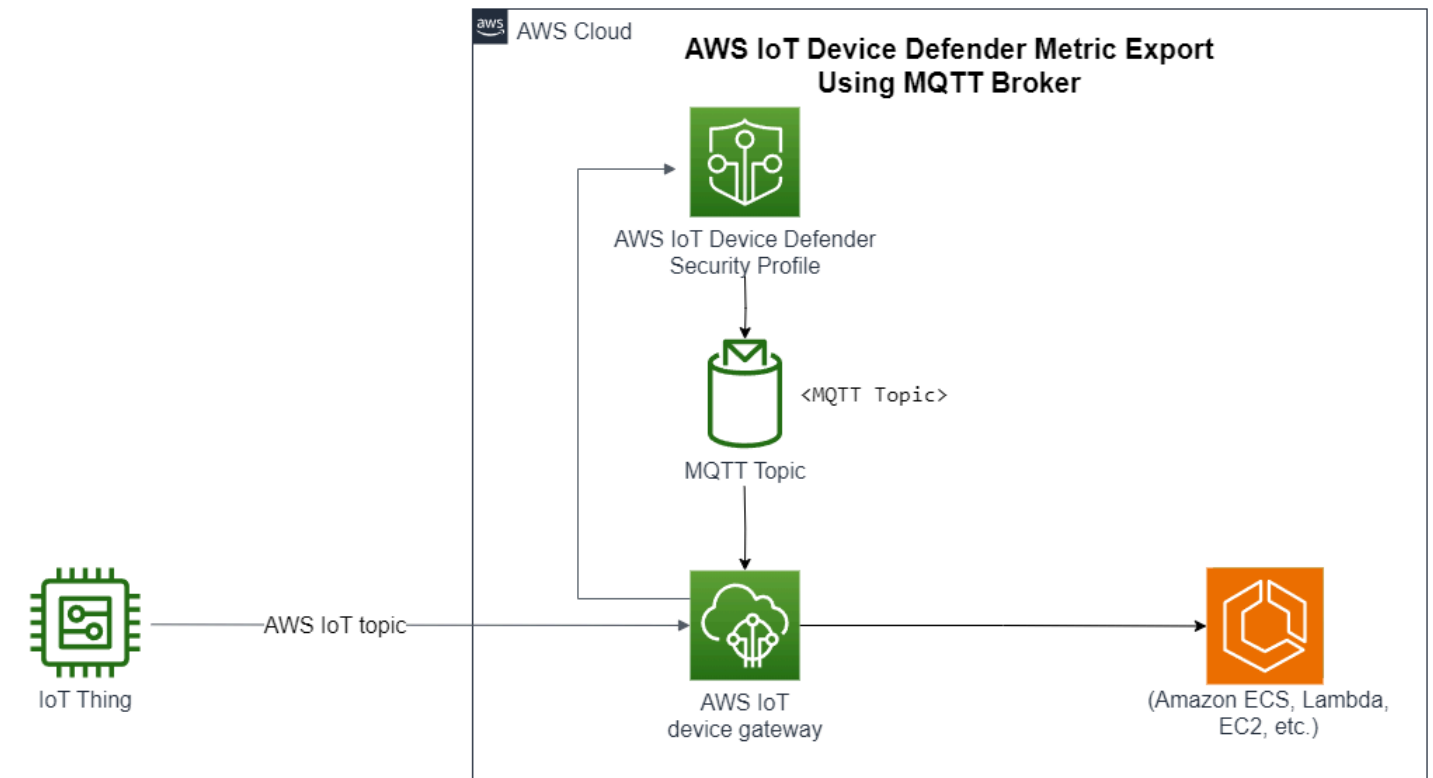 aws
AWS Cloud
AWS IoT Device Defender Metric Export
Using MQTT Broker
AWS IoT Device Defender
Security Profile
<MQTT Topic>
MQTT Topic
AWS IoT topic
IoT Thing
AWS IoT
device gateway
(Amazon ECS, Lambda,
EC2, etc.)